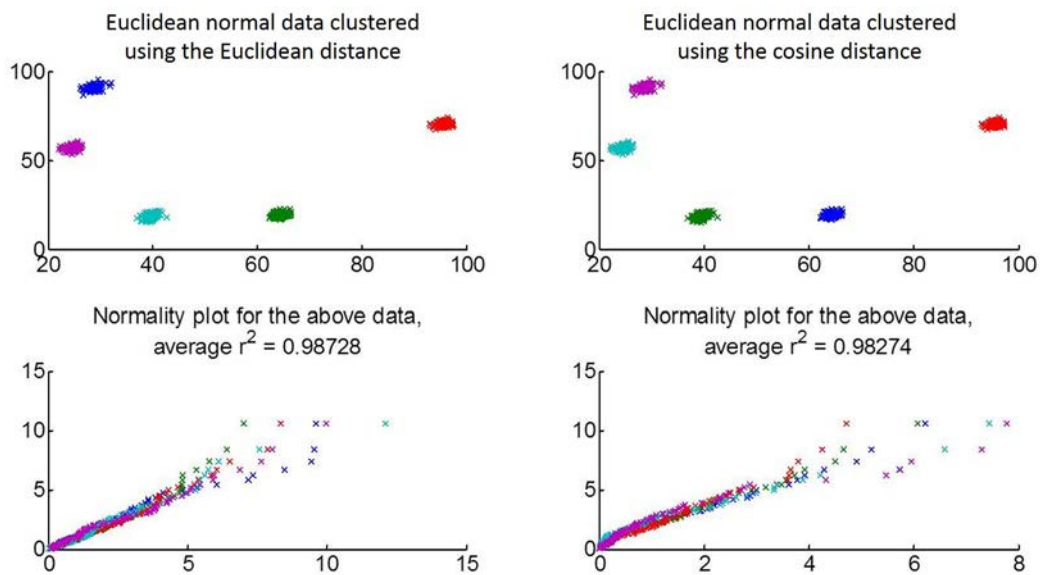 Euclidean normal data clustered
using the Euclidean distance
100
50
0
20 40 60 80 100
Euclidean normal data clustered
using the cosine distance
100
50
0
20 40 60 80 100
Normality plot for the above data,
average r² = 0.98728
15
10
5
0
0 5 10 15
Normality plot for the above data,
average r² = 0.98274
15
10
5
0
0 2 4 6 8